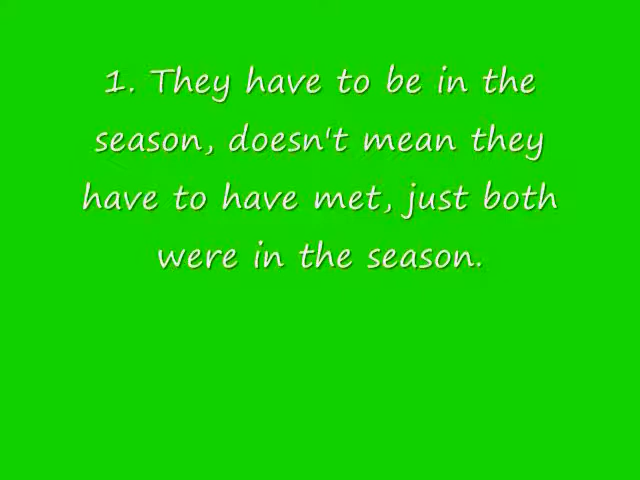 1. They have to be in the
season, doesn't mean they
have to have met, just both
were in the season.